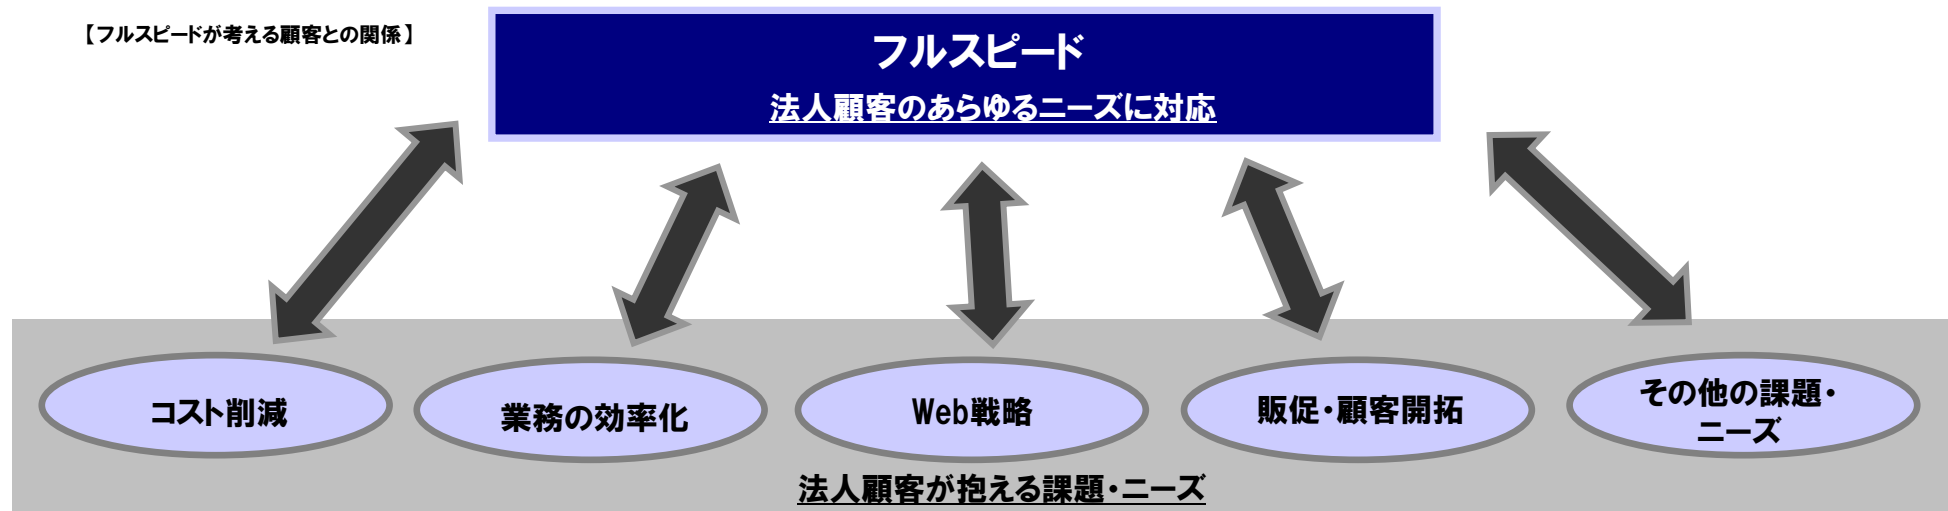 【フルスピードが考える顧客との関係】
フルスピード
法人顧客のあらゆるニーズに対応
コスト削減
業務の効率化
Web戦略
販促・顧客開拓
その他の課題・
ニーズ
法人顧客が抱える課題・ニーズ